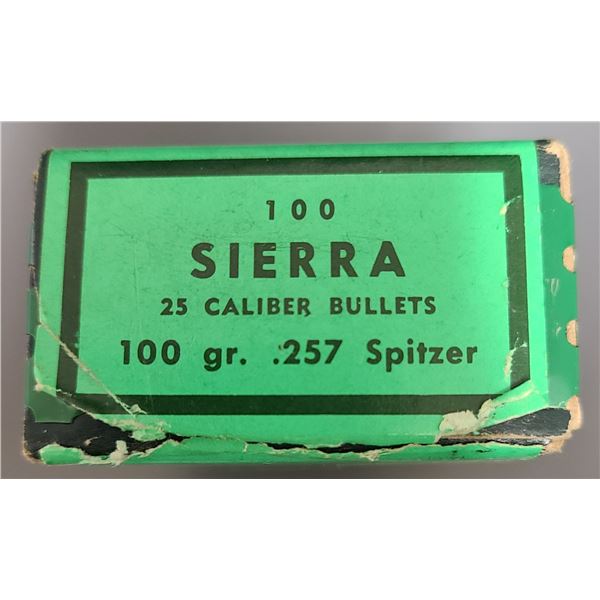 100
SIERRA
25 CALIBER BULLETS
100 gr. .257 Spitzer